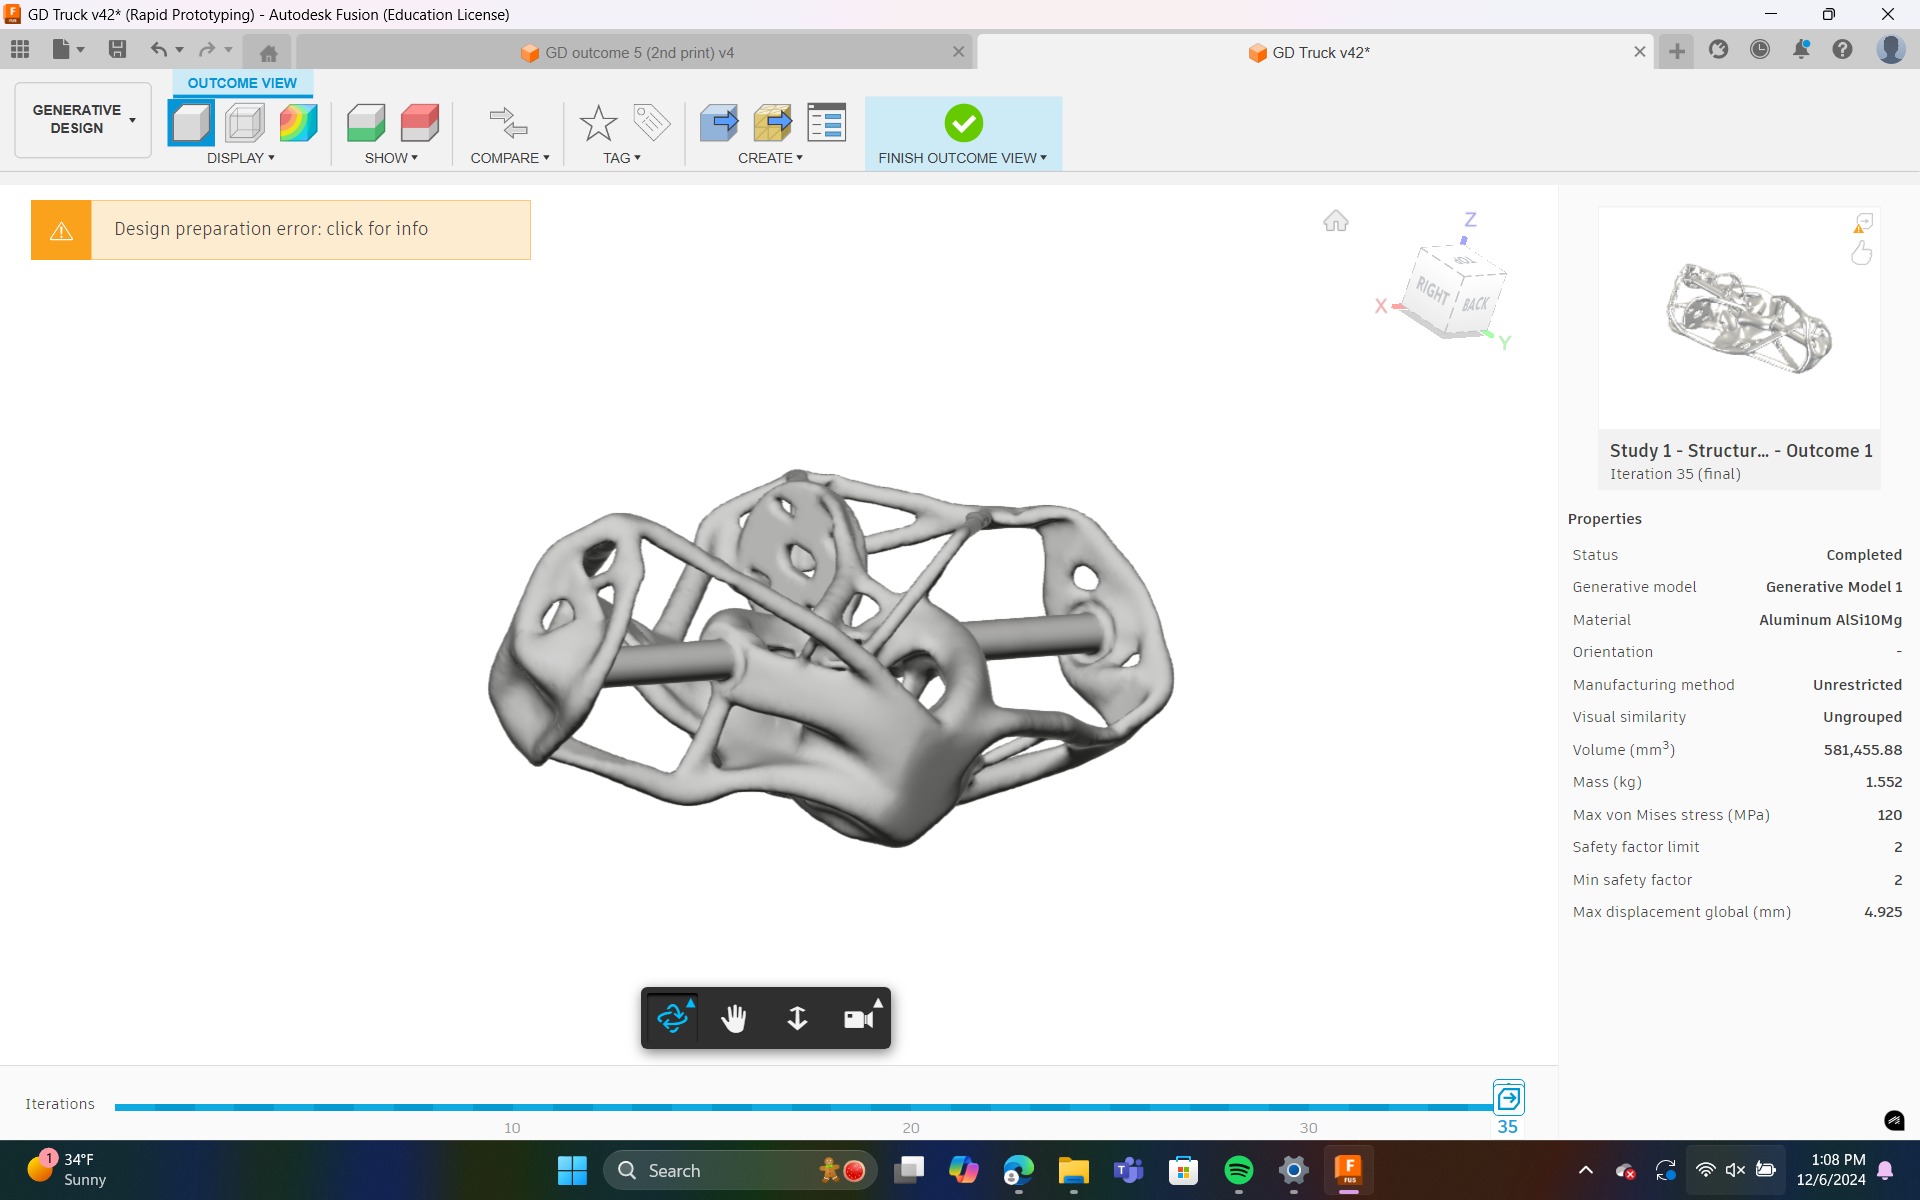 GD Truck v42* (Rapid Prototyping) - Autodesk Fusion (Education License)
GD outcome 5 (2nd print) v4
GD Truck v42*
OUTCOME VIEW
GENERATIVE
DESIGN
DISPLAY
SHOW
COMPARE
TAG
CREATE
FINISH OUTCOME VIEW
Design preparation error: click for info
Z
TOP
RIGHT
BACK
X
Y
Study 1 - Structur... - Outcome 1
Iteration 35 (final)
Properties
Status Completed
Generative model Generative Model 1
Material Aluminum AlSi10Mg
Orientation -
Manufacturing method Unrestricted
Visual similarity Ungrouped
Volume (mm³) 581,455.88
Mass (kg) 1.552
Max von Mises stress (MPa) 120
Safety factor limit 2
Min safety factor 2
Max displacement global (mm) 4.925
Iterations
10
20
30
35
1
34°F
Sunny
Search
F
FUS
1:08 PM
12/6/2024